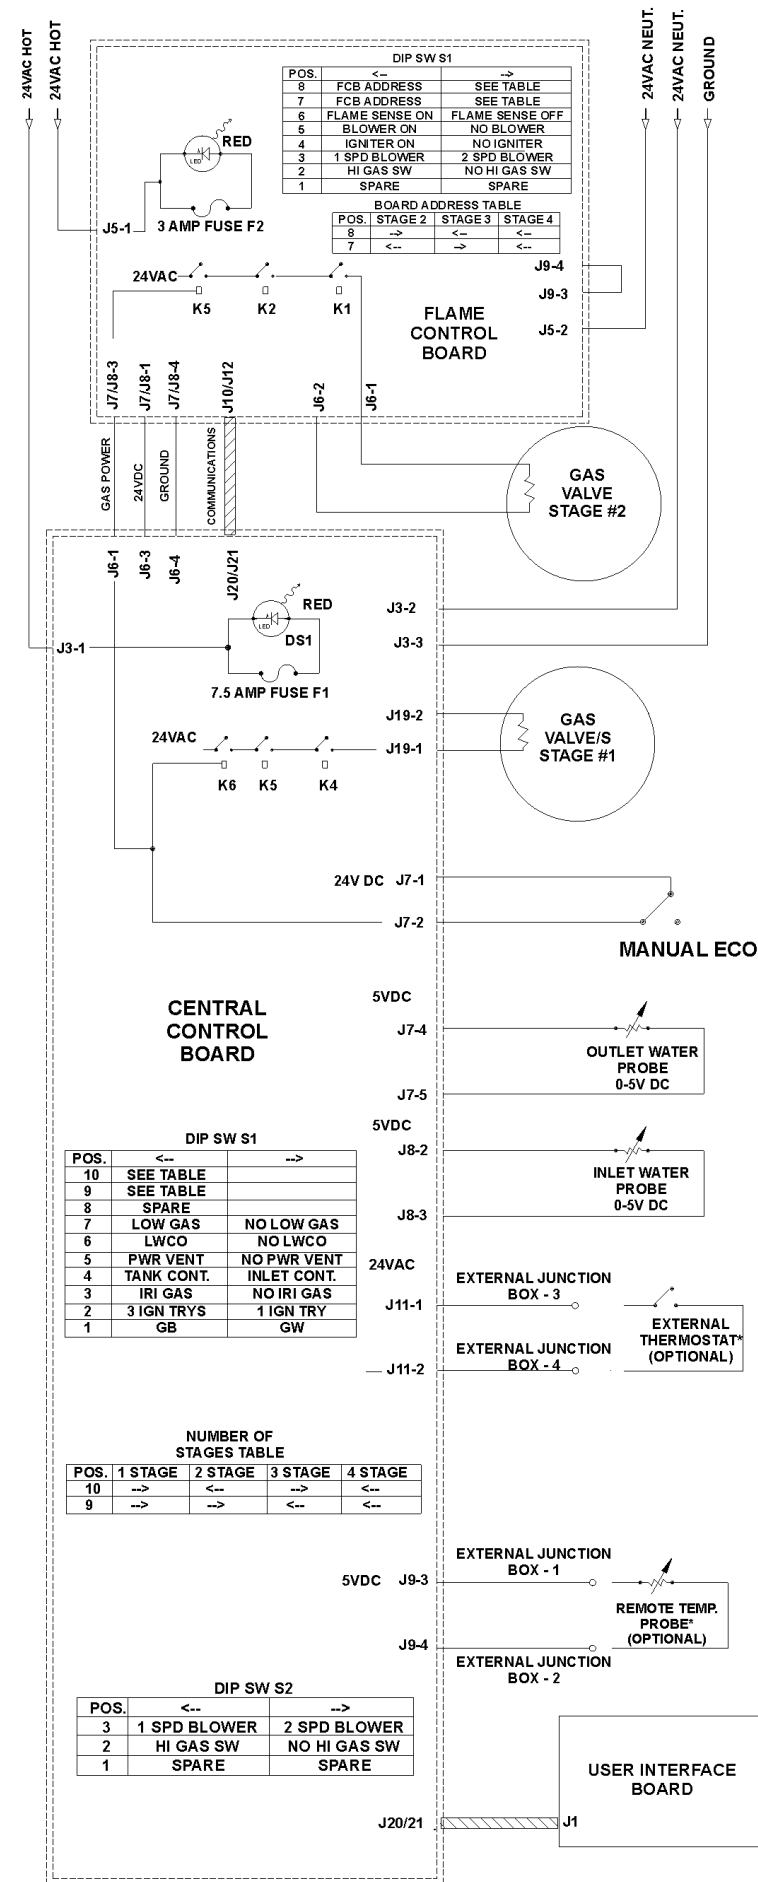 24VAC HOT
24VAC HOT
24VAC NEUT.
24VAC NEUT.
GROUND
DIP SW S1
POS. <-- -->
8 FCB ADDRESS SEE TABLE
7 FCB ADDRESS SEE TABLE
6 FLAME SENSE ON FLAME SENSE OFF
5 BLOWER ON NO BLOWER
4 IGNITER ON NO IGNITER
3 1 SPD BLOWER 2 SPD BLOWER
2 HI GAS SW NO HI GAS SW
1 SPARE SPARE
RED
LED
J5-1
3 AMP FUSE F2
BOARD ADDRESS TABLE
POS. STAGE 2 STAGE 3 STAGE 4
8 --> <-- <--
7 <-- --> <--
24VAC
K5 K2 K1
J9-4
J9-3
J5-2
FLAME
CONTROL
BOARD
J7/J8-3
J7/J8-1
J7/J8-4
J10/J12
J6-2
J6-1
GAS POWER
24VDC
GROUND
COMMUNICATIONS
GAS
VALVE
STAGE #2
J6-1
J6-3
J6-4
J20/J21
RED
LED
DS1
J3-2
J3-1
J3-3
7.5 AMP FUSE F1
J19-2
24VAC
J19-1
K6 K5 K4
GAS
VALVE/S
STAGE #1
24V DC J7-1
J7-2
MANUAL ECO
CENTRAL
CONTROL
BOARD
5VDC
J7-4
OUTLET WATER
PROBE
0-5V DC
J7-5
5VDC
J8-2
INLET WATER
PROBE
0-5V DC
J8-3
DIP SW S1
POS. <-- -->
10 SEE TABLE
9 SEE TABLE
8 SPARE
7 LOW GAS NO LOW GAS
6 LWCO NO LWCO
5 PWR VENT NO PWR VENT
4 TANK CONT. INLET CONT.
3 IRI GAS NO IRI GAS
2 3 IGN TRYS 1 IGN TRY
1 GB GW
24VAC
J11-1
EXTERNAL JUNCTION
BOX - 3
EXTERNAL
THERMOSTAT*
(OPTIONAL)
J11-2
EXTERNAL JUNCTION
BOX - 4
NUMBER OF
STAGES TABLE
POS. 1 STAGE 2 STAGE 3 STAGE 4 STAGE
10 --> <-- --> <--
9 --> --> <-- <--
EXTERNAL JUNCTION
BOX - 1
5VDC J9-3
REMOTE TEMP.
PROBE*
(OPTIONAL)
J9-4
EXTERNAL JUNCTION
BOX - 2
DIP SW S2
POS. <-- -->
3 1 SPD BLOWER 2 SPD BLOWER
2 HI GAS SW NO HI GAS SW
1 SPARE SPARE
USER INTERFACE
BOARD
J20/21
J1